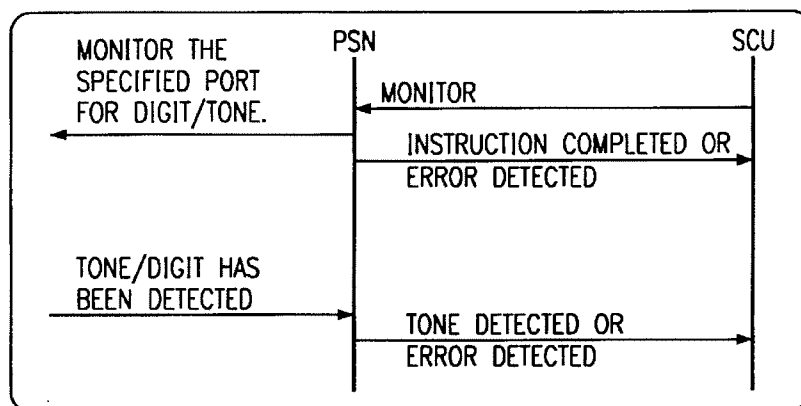 PSN
SCU
MONITOR THE
SPECIFIED PORT
FOR DIGIT/TONE.
MONITOR
INSTRUCTION COMPLETED OR
ERROR DETECTED
TONE/DIGIT HAS
BEEN DETECTED
TONE DETECTED OR
ERROR DETECTED